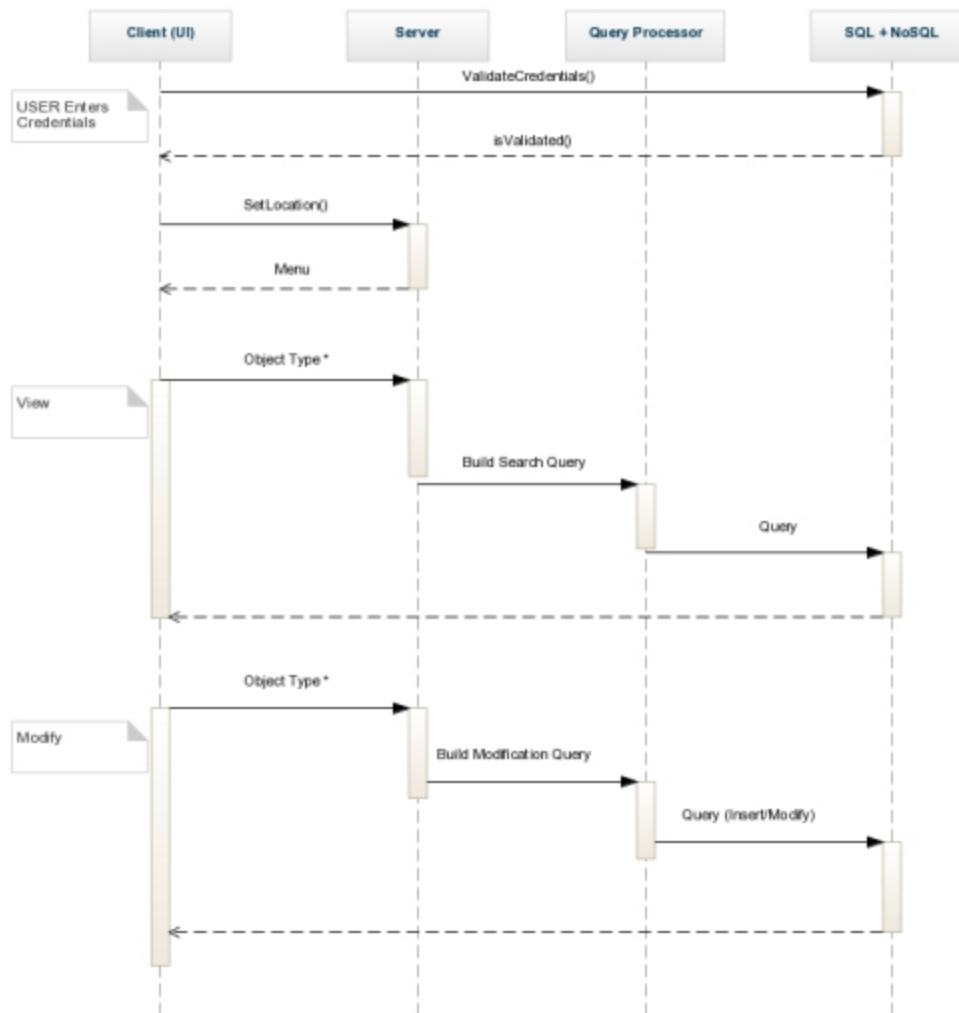 Client (UI)
Server
Query Processor
SQL + NoSQL
ValidateCredentials()
USER Enters
Credentials
isValidated()
SetLocation()
Menu
Object Type *
View
Build Search Query
Query
Object Type *
Modify
Build Modification Query
Query (Insert/Modify)